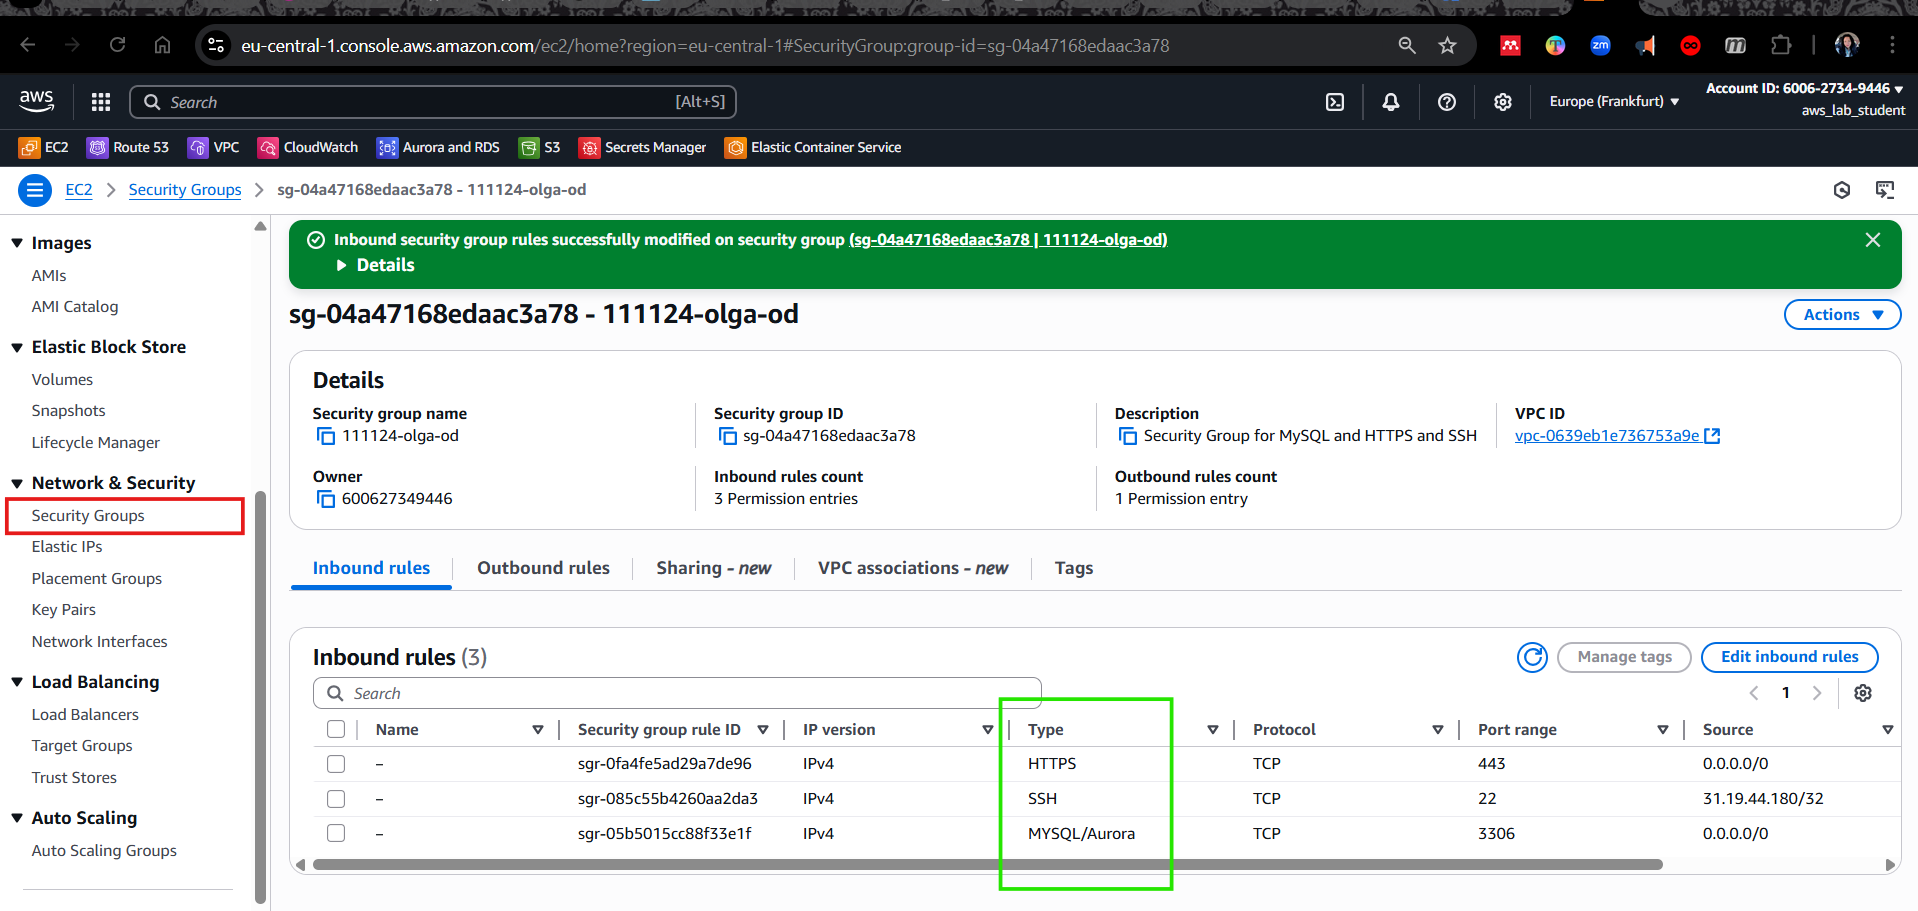 eu-central-1.console.aws.amazon.com/ec2/home?region=eu-central-1#SecurityGroup:group-id=sg-04a47168edaac3a78
zm
aws
Search
[Alt+S]
Europe (Frankfurt)
Account ID: 6006-2734-9446
aws_lab_student
EC2 Route 53 VPC CloudWatch Aurora and RDS S3 Secrets Manager Elastic Container Service
EC2 > Security Groups > sg-04a47168edaac3a78 - 111124-olga-od
Images
AMIs
AMI Catalog
Elastic Block Store
Volumes
Snapshots
Lifecycle Manager
Network & Security
Security Groups
Elastic IPs
Placement Groups
Key Pairs
Network Interfaces
Load Balancing
Load Balancers
Target Groups
Trust Stores
Auto Scaling
Auto Scaling Groups
Inbound security group rules successfully modified on security group (sg-04a47168edaac3a78 | 111124-olga-od)
Details
sg-04a47168edaac3a78 - 111124-olga-od
Actions
Details
Security group name
111124-olga-od
Security group ID
sg-04a47168edaac3a78
Description
Security Group for MySQL and HTTPS and SSH
VPC ID
vpc-0639eb1e736753a9e
Owner
600627349446
Inbound rules count
3 Permission entries
Outbound rules count
1 Permission entry
Inbound rules
Outbound rules
Sharing - new
VPC associations - new
Tags
Inbound rules (3)
Manage tags
Edit inbound rules
Search
1
Name Security group rule ID IP version Type Protocol Port range Source
– sgr-0fa4fe5ad29a7de96 IPv4 HTTPS TCP 443 0.0.0.0/0
– sgr-085c55b4260aa2da3 IPv4 SSH TCP 22 31.19.44.180/32
– sgr-05b5015cc88f33e1f IPv4 MYSQL/Aurora TCP 3306 0.0.0.0/0